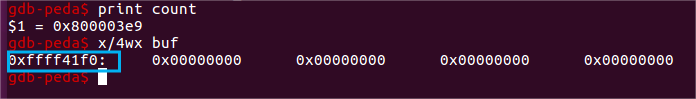 gdb-peda$ print count
$1 = 0x800003e9
gdb-peda$ x/4wx buf
0xffff41f0: 0x00000000 0x00000000 0x00000000 0x00000000
gdb-peda$